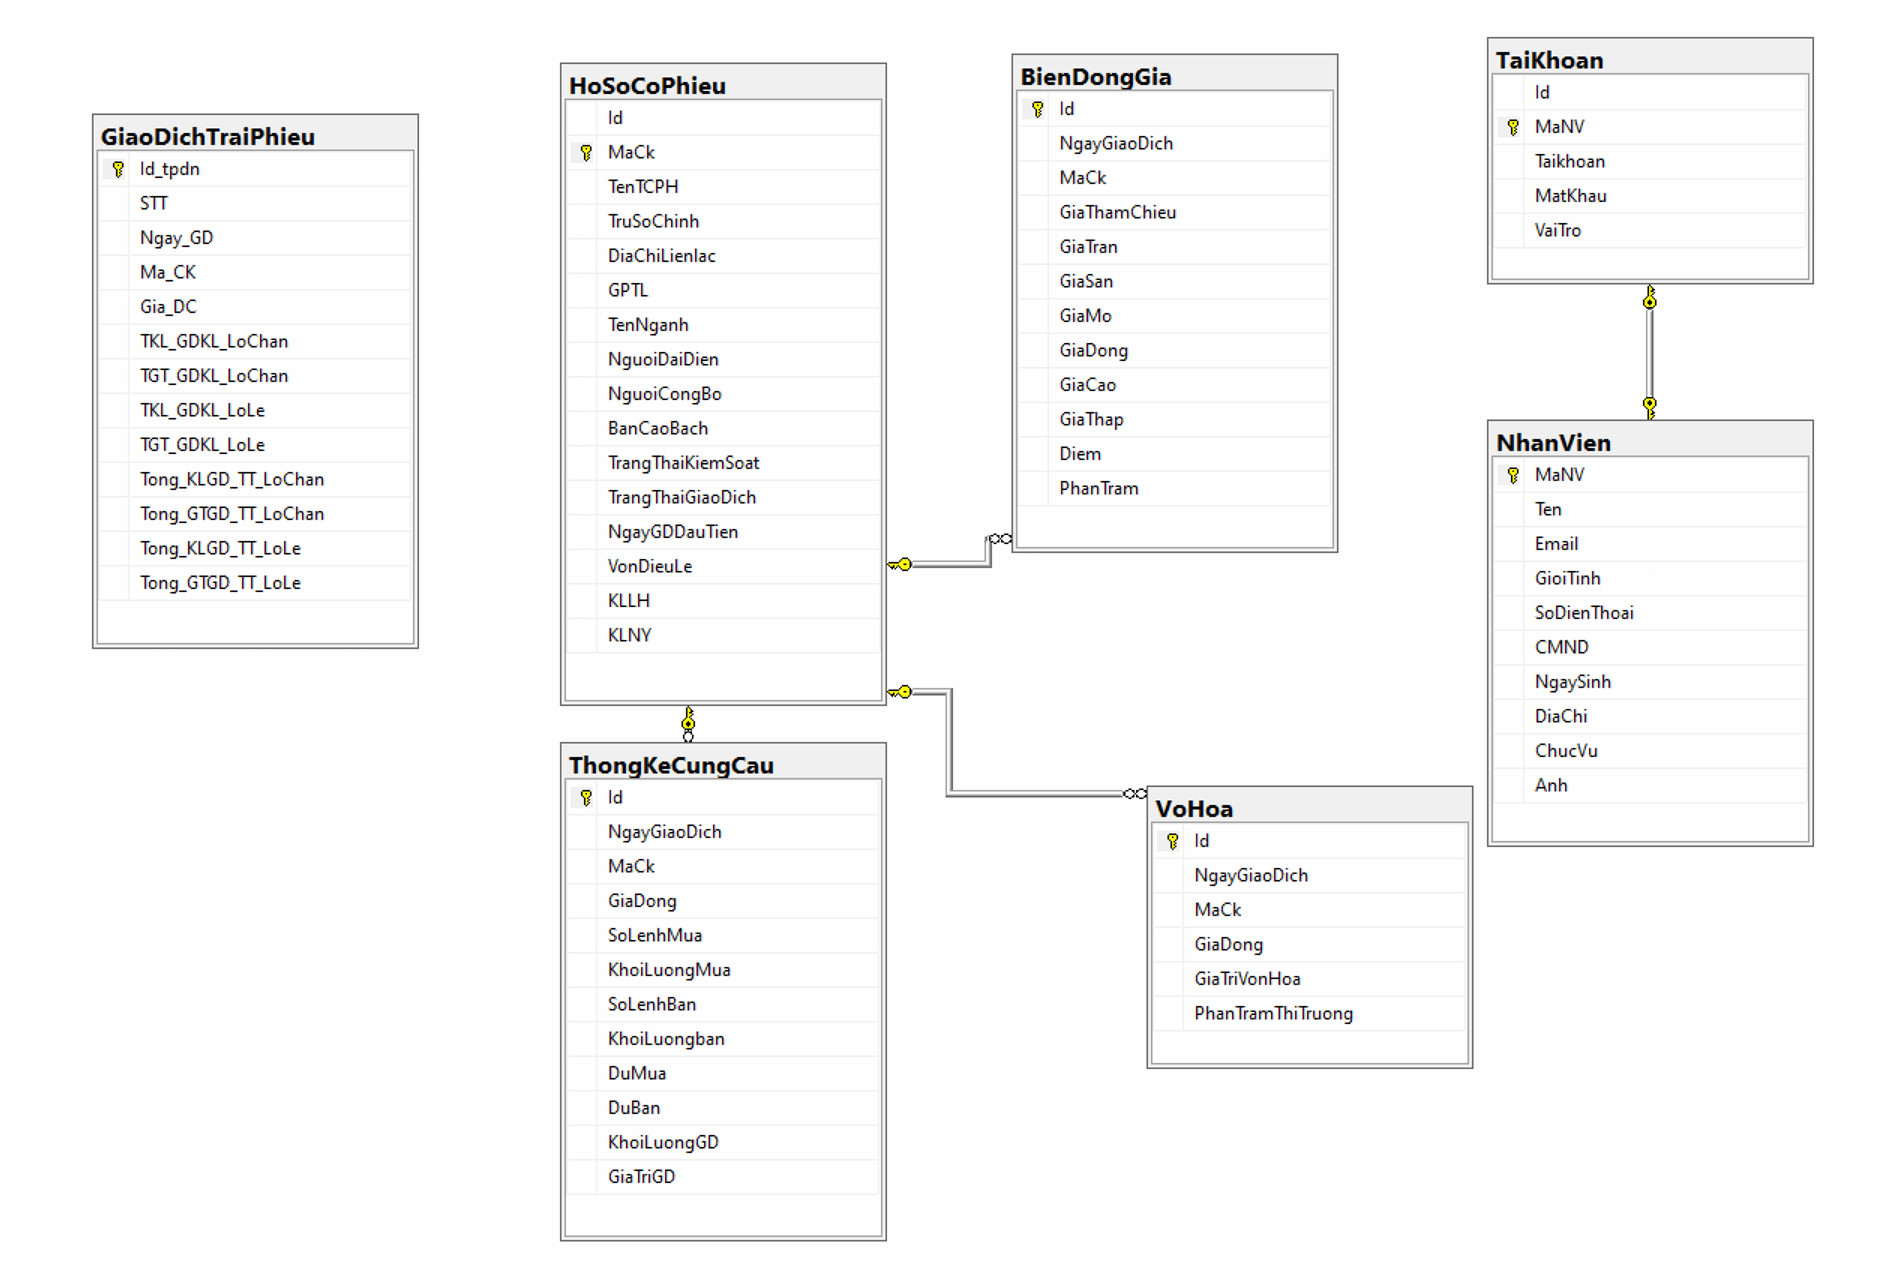 GiaoDichTraiPhieu
Id_tpdn
STT
Ngay_GD
Ma_CK
Gia_DC
TKL_GDKL_LoChan
TGT_GDKL_LoChan
TKL_GDKL_LoLe
TGT_GDKL_LoLe
Tong_KLGD_TT_LoChan
Tong_GTGD_TT_LoChan
Tong_KLGD_TT_LoLe
Tong_GTGD_TT_LoLe
HoSoCoPhieu
Id
MaCk
TenTCPH
TruSoChinh
DiaChiLienlac
GPTL
TenNganh
NguoiDaiDien
NguoiCongBo
BanCaoBach
TrangThaiKiemSoat
TrangThaiGiaoDich
NgayGDDauTien
VonDieuLe
KLLH
KLNY
BienDongGia
Id
NgayGiaoDich
MaCk
GiaThamChieu
GiaTran
GiaSan
GiaMo
GiaDong
GiaCao
GiaThap
Diem
PhanTram
TaiKhoan
Id
MaNV
Taikhoan
MatKhau
VaiTro
NhanVien
MaNV
Ten
Email
GioiTinh
SoDienThoai
CMND
NgaySinh
DiaChi
ChucVu
Anh
ThongKeCungCau
Id
NgayGiaoDich
MaCk
GiaDong
SoLenhMua
KhoiLuongMua
SoLenhBan
KhoiLuongban
DuMua
DuBan
KhoiLuongGD
GiaTriGD
VoHoa
Id
NgayGiaoDich
MaCk
GiaDong
GiaTriVonHoa
PhanTramThiTruong